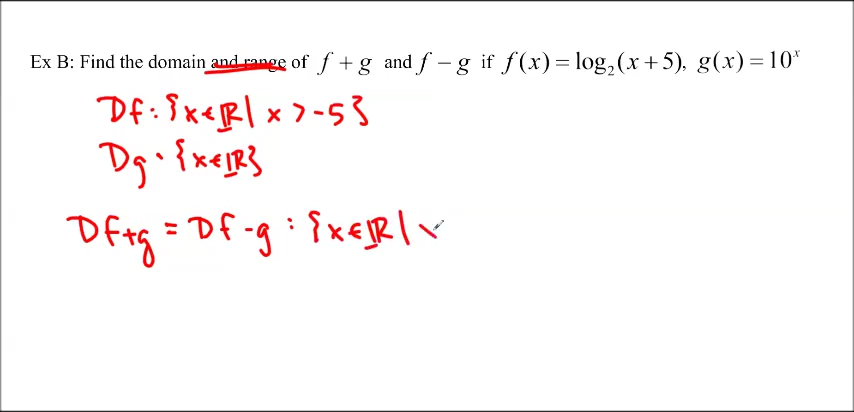 Ex B: Find the domain and range of f + g and f − g if f(x) = log₂(x + 5), g(x) = 10ˣ
Df: {x ∈ ℝ | x > -5}
Dg: {x ∈ ℝ}
Df+g = Df-g : {x ∈ ℝ | \